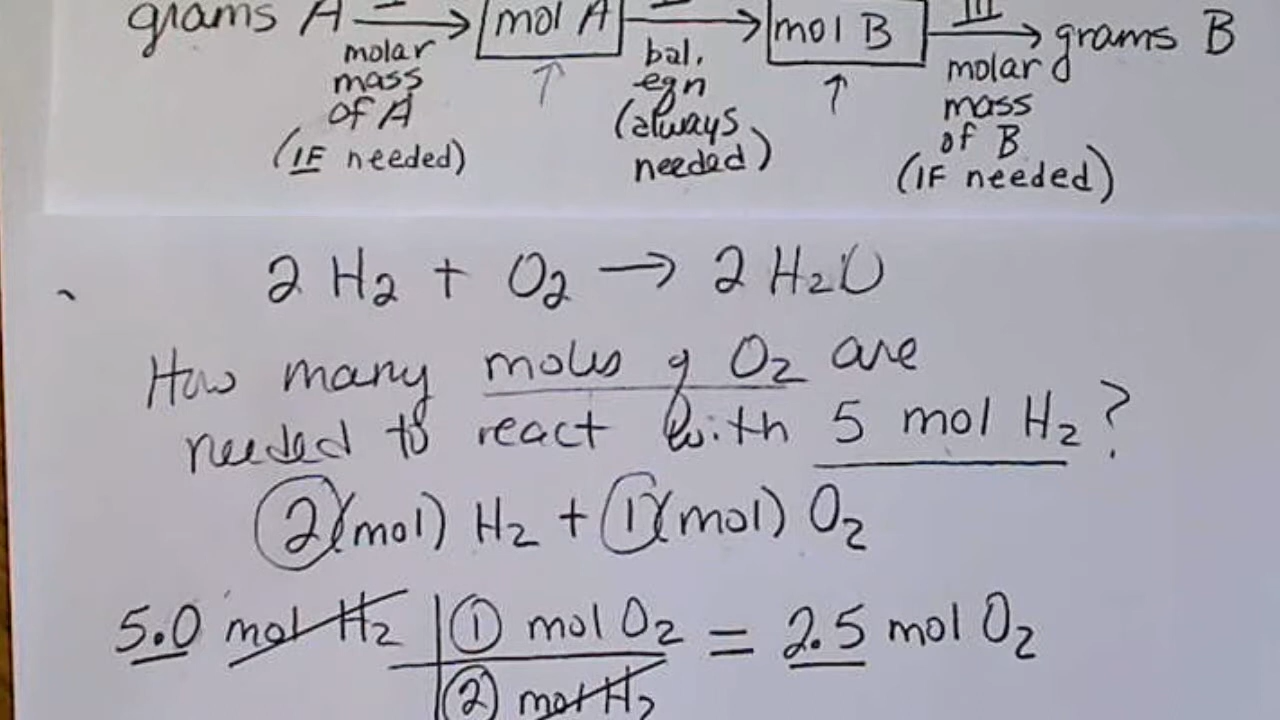 grams A → mol A → mol B → III grams B
molar mass of A (IF needed)
bal. eqn (always needed)
molar mass of B (IF needed)
2 H₂ + O₂ → 2 H₂O
How many moles of O₂ are
needed to react with 5 mol H₂?
2(mol) H₂ + 1(mol) O₂
5.0 mol H₂ | 1 mol O₂ = 2.5 mol O₂
2 mol H₂